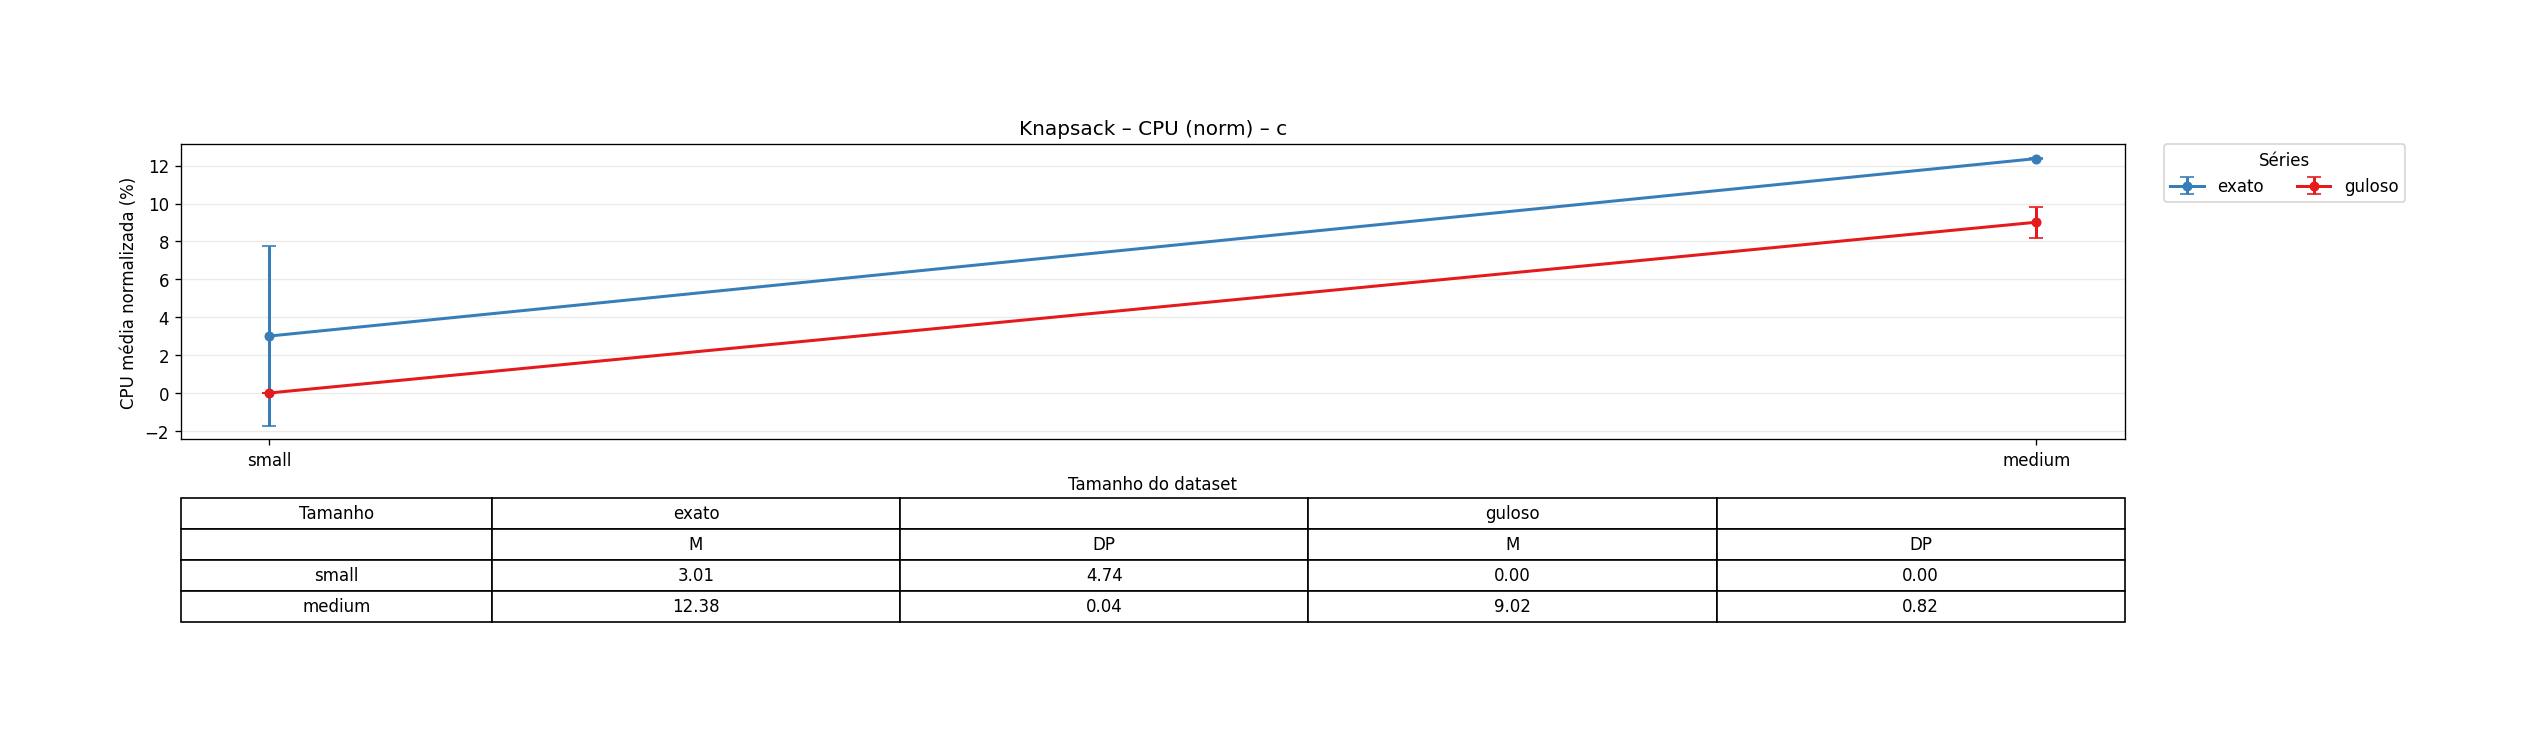 Knapsack – CPU (norm) – c
CPU média normalizada (%)
12
10
8
6
4
2
0
−2
small medium
Tamanho do dataset
Séries
exato guloso
Tamanho exato guloso
M DP M DP
small 3.01 4.74 0.00 0.00
medium 12.38 0.04 9.02 0.82